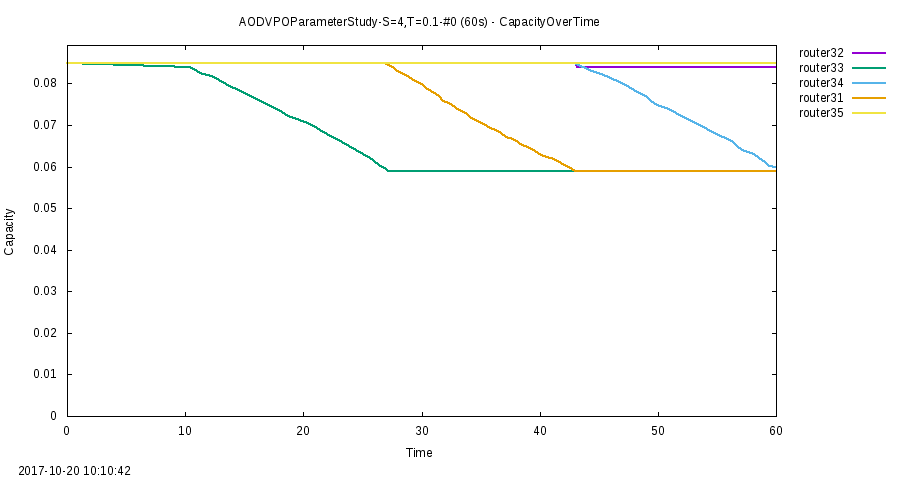 AODVPOParameterStudy-S=4,T=0.1-#0 (60s) - CapacityOverTime
router32
router33
router34
router31
router35
0.08
0.07
0.06
0.05
0.04
0.03
0.02
0.01
0
Capacity
0 10 20 30 40 50 60
Time
2017-10-20 10:10:42